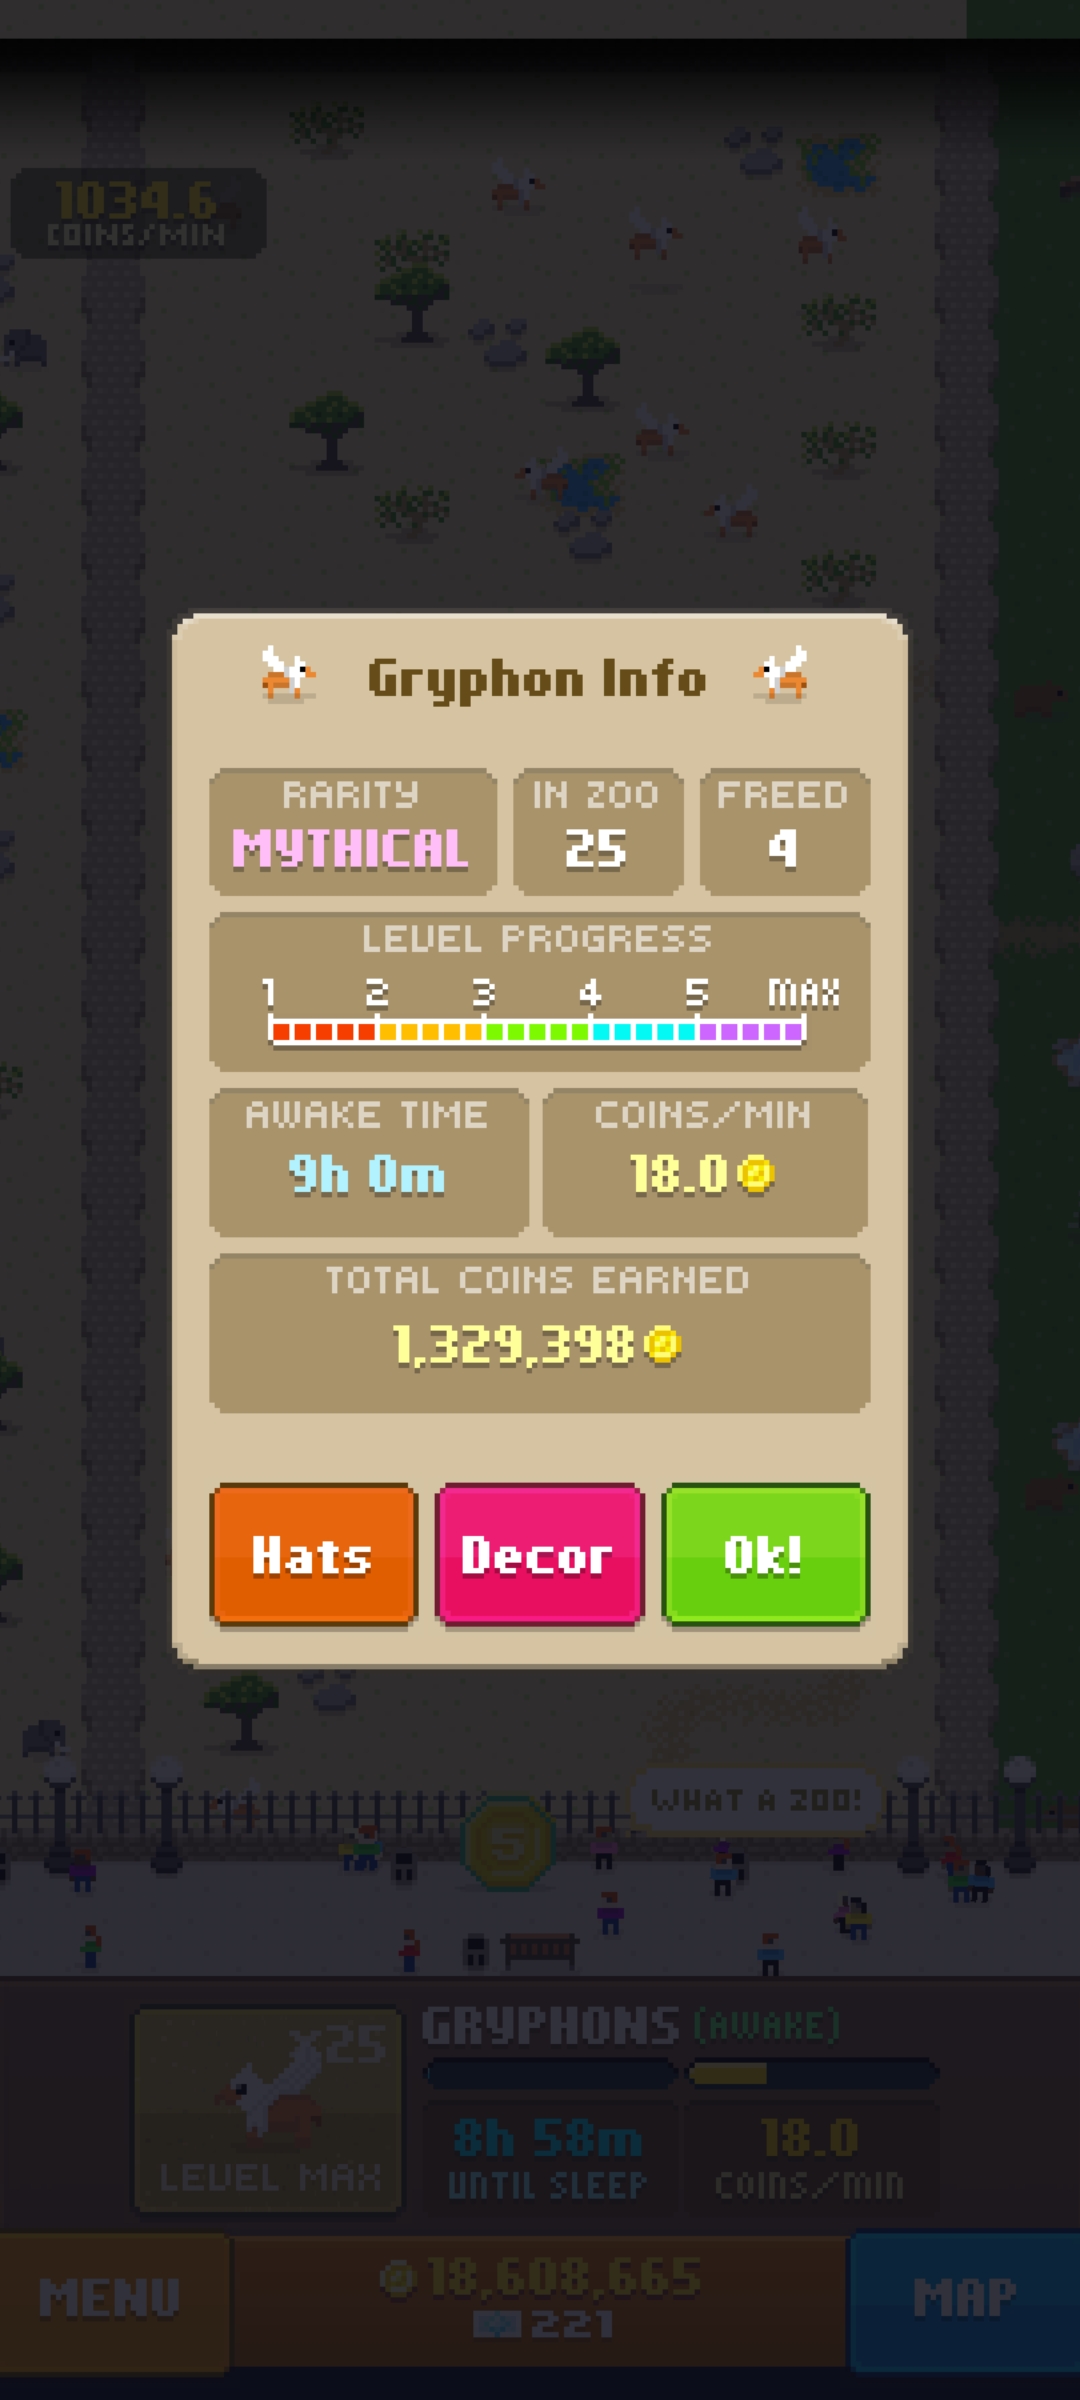 1034.6
COINS/MIN
Gryphon Info
RARITY
MYTHICAL
IN ZOO
25
FREED
4
LEVEL PROGRESS
1 2 3 4 5 MAX
AWAKE TIME
9h 0m
COINS/MIN
18.0
TOTAL COINS EARNED
1,329,398
Hats
Decor
Ok!
WHAT A ZOO!
5
x25
LEVEL MAX
GRYPHONS (AWAKE)
8h 58m
UNTIL SLEEP
18.0
COINS/MIN
MENU
18,608,665
221
MAP